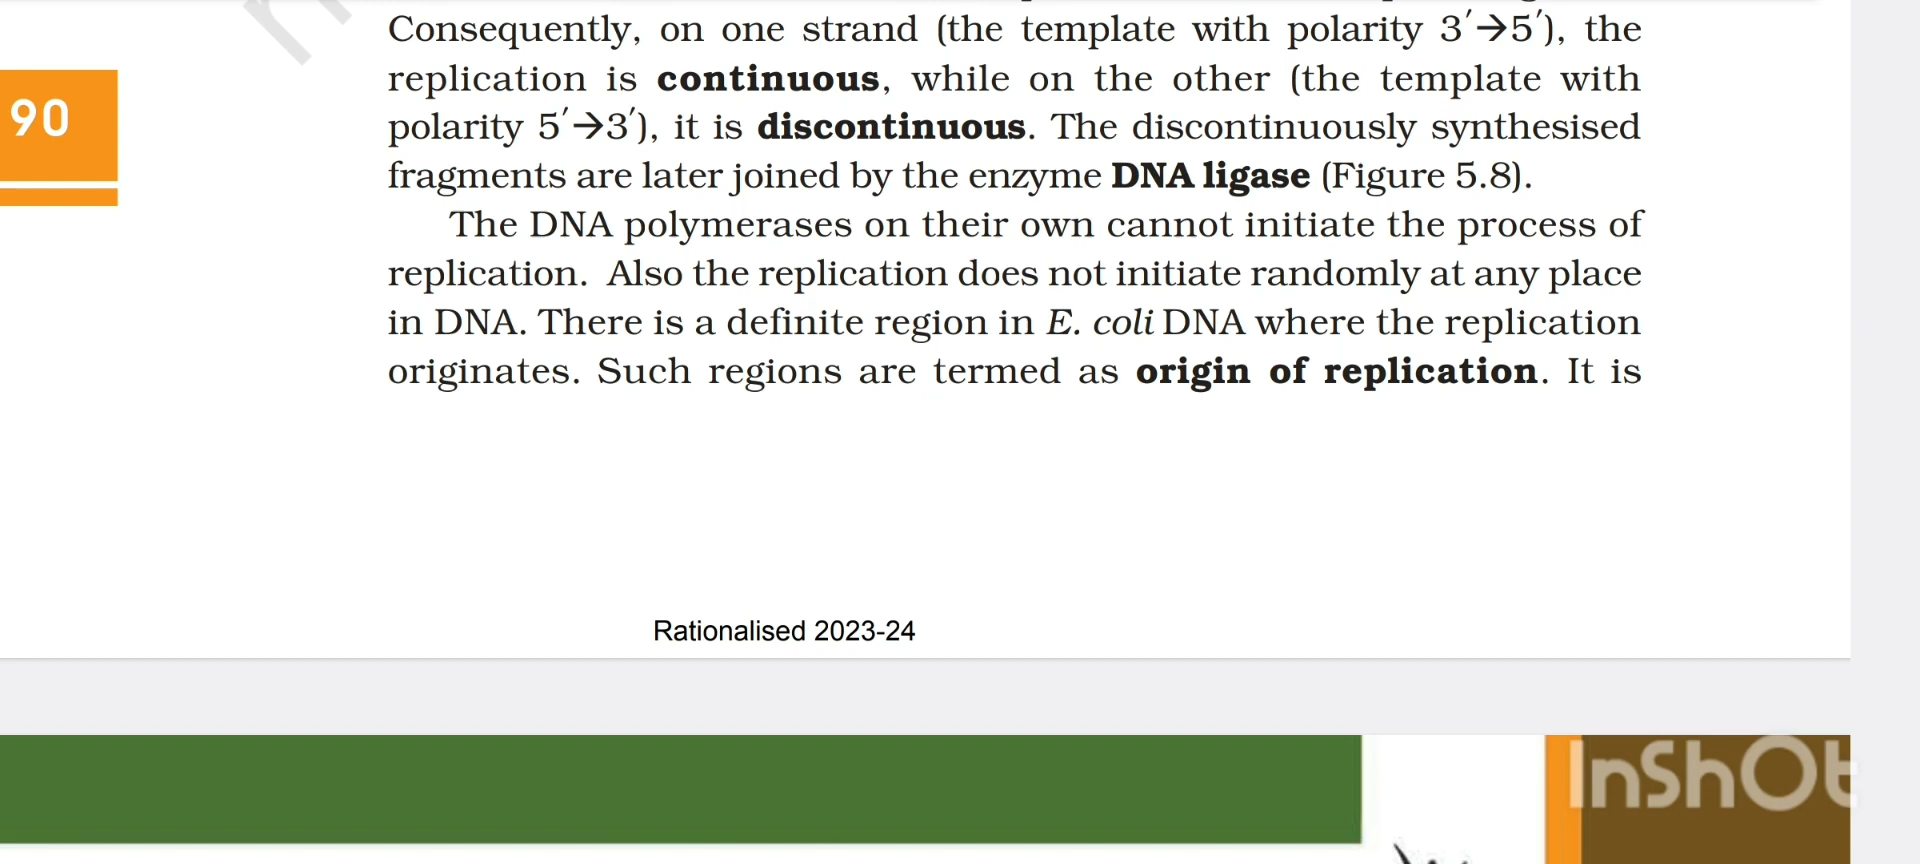 Consequently, on one strand (the template with polarity 3′→5′), the
replication is continuous, while on the other (the template with
90
polarity 5′→3′), it is discontinuous. The discontinuously synthesised
fragments are later joined by the enzyme DNA ligase (Figure 5.8).
The DNA polymerases on their own cannot initiate the process of
replication. Also the replication does not initiate randomly at any place
in DNA. There is a definite region in E. coli DNA where the replication
originates. Such regions are termed as origin of replication. It is
Rationalised 2023-24
InShOt